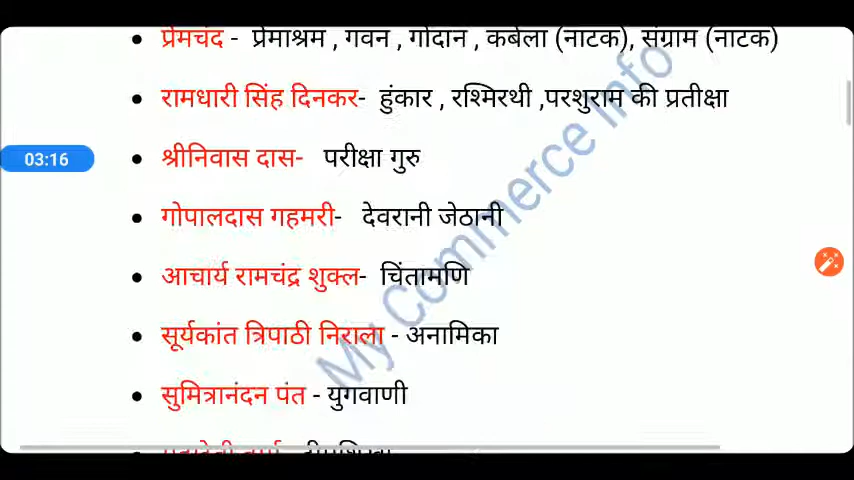 प्रेमचंद - प्रेमाश्रम , गवन , गोदान , कर्बला (नाटक), संग्राम (नाटक)
रामधारी सिंह दिनकर- हुंकार , रश्मिरथी ,परशुराम की प्रतीक्षा
03:16
श्रीनिवास दास- परीक्षा गुरु
गोपालदास गहमरी- देवरानी जेठानी
आचार्य रामचंद्र शुक्ल- चिंतामणि
सूर्यकांत त्रिपाठी निराला - अनामिका
सुमित्रानंदन पंत - युगवाणी
My Commerce Info